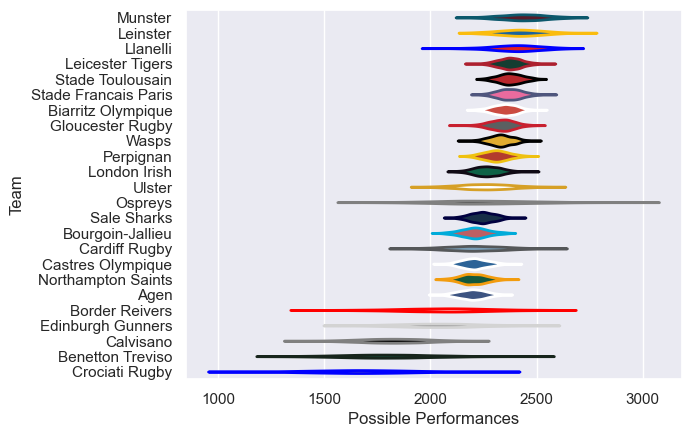 Munster
Leinster
Llanelli
Leicester Tigers
Stade Toulousain
Stade Francais Paris
Biarritz Olympique
Gloucester Rugby
Wasps
Perpignan
London Irish
Ulster
Ospreys
Sale Sharks
Bourgoin-Jallieu
Cardiff Rugby
Castres Olympique
Northampton Saints
Agen
Border Reivers
Edinburgh Gunners
Calvisano
Benetton Treviso
Crociati Rugby
Team
1000 1500 2000 2500 3000
Possible Performances